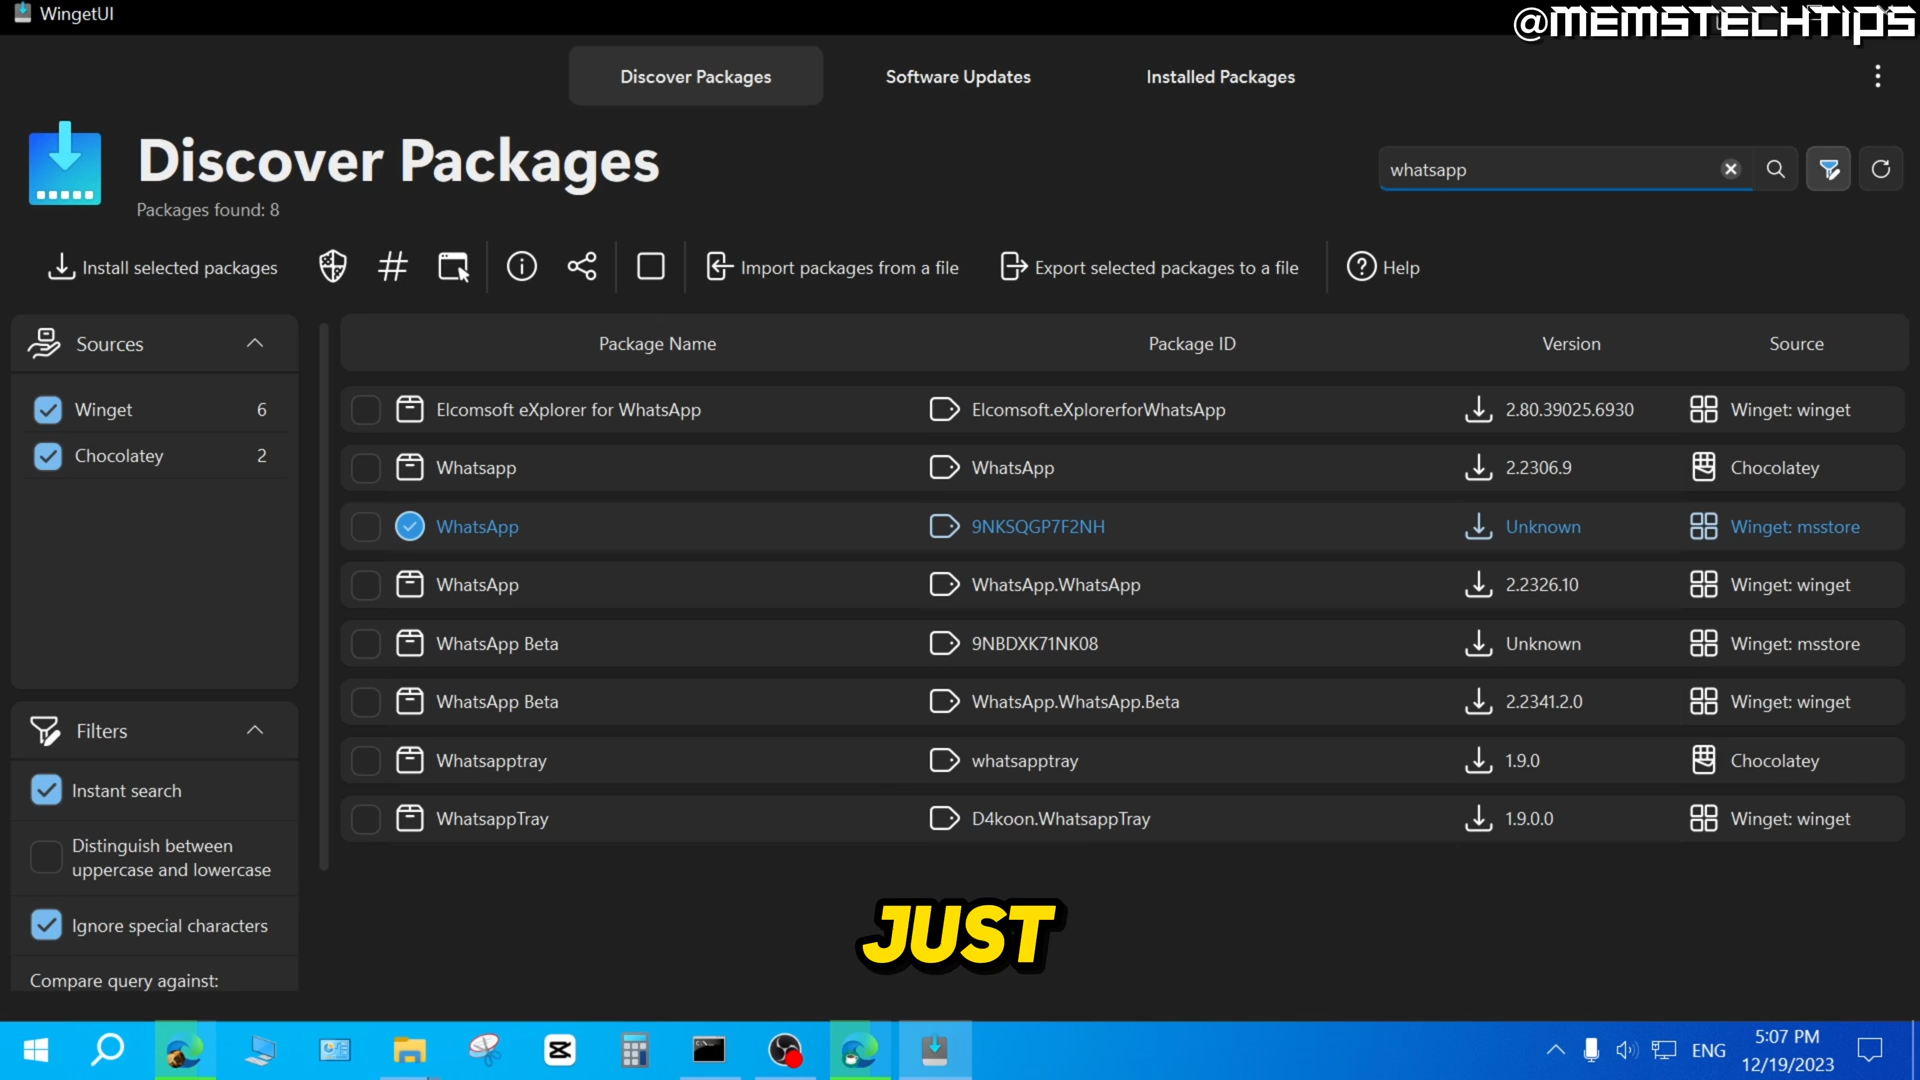 WingetUI
@MEMSTECHTIPS
Discover Packages
Software Updates
Installed Packages
Discover Packages
Packages found: 8
whatsapp
Install selected packages
Import packages from a file
Export selected packages to a file
Help
Sources
Winget 6
Chocolatey 2
Package Name Package ID Version Source
Elcomsoft eXplorer for WhatsApp Elcomsoft.eXplorerforWhatsApp 2.80.39025.6930 Winget: winget
Whatsapp WhatsApp 2.2306.9 Chocolatey
WhatsApp 9NKSQGP7F2NH Unknown Winget: msstore
WhatsApp WhatsApp.WhatsApp 2.2326.10 Winget: winget
WhatsApp Beta 9NBDXK71NK08 Unknown Winget: msstore
WhatsApp Beta WhatsApp.WhatsApp.Beta 2.2341.2.0 Winget: winget
Whatsapptray whatsapptray 1.9.0 Chocolatey
WhatsappTray D4koon.WhatsappTray 1.9.0.0 Winget: winget
Filters
Instant search
Distinguish between
uppercase and lowercase
Ignore special characters
Compare query against:
JUST
ENG
5:07 PM
12/19/2023